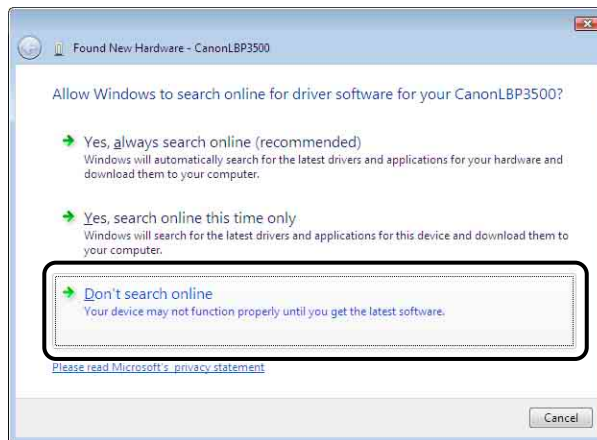 Found New Hardware - CanonLBP3500
Allow Windows to search online for driver software for your CanonLBP3500?
Yes, always search online (recommended)
Windows will automatically search for the latest drivers and applications for your hardware and
download them to your computer.
Yes, search online this time only
Windows will search for the latest drivers and applications for this device and download them to
your computer.
Don't search online
Your device may not function properly until you get the latest software.
Please read Microsoft's privacy statement
Cancel